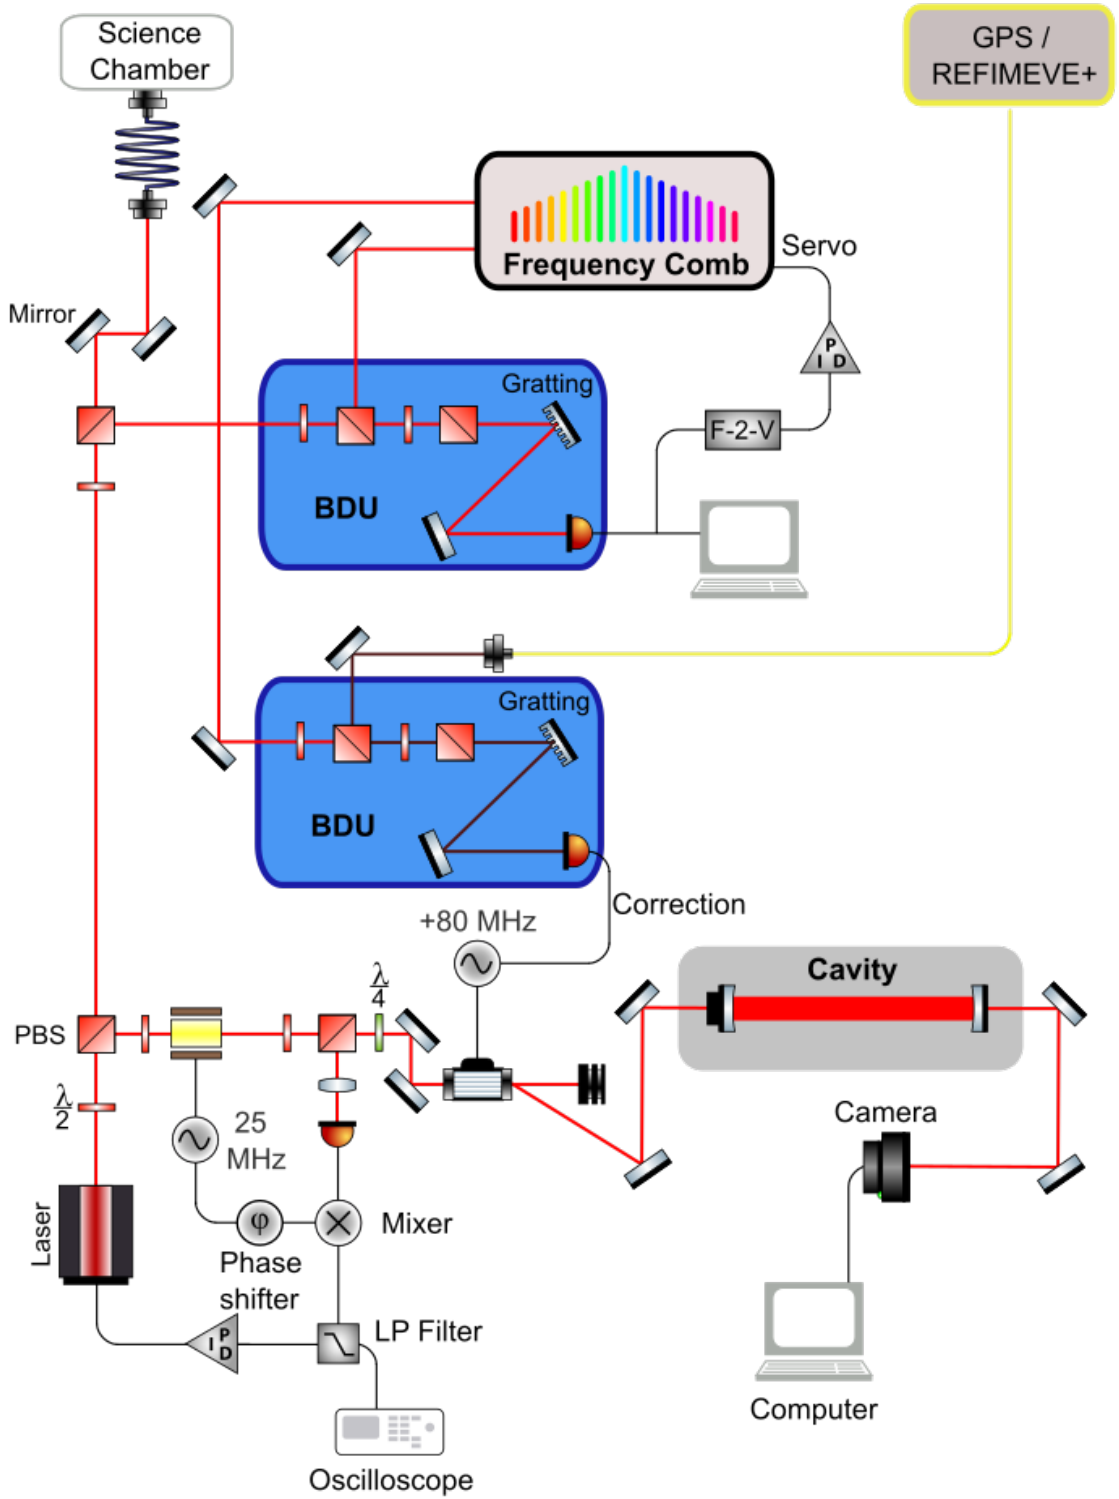 Science
Chamber
GPS /
REFIMEVE+
Servo
Frequency Comb
Mirror
P
I D
Gratting
F-2-V
BDU
Gratting
BDU
Correction
+80 MHz
Cavity
λ
4
PBS
λ
2
25
MHz
Camera
Laser
φ
Mixer
Phase
shifter
P
I
D
LP Filter
Computer
Oscilloscope